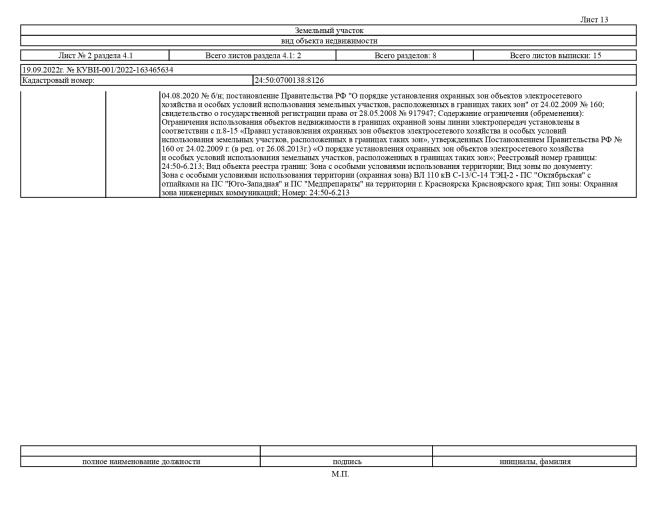 Лист 13
Земельный участок
вид объекта недвижимости
Лист № 2 раздела 4.1 Всего листов раздела 4.1: 2 Всего разделов: 8 Всего листов выписки: 15
19.09.2022г. № КУВИ-001/2022-163465634
Кадастровый номер: 24:50:0700138:8126
04.08.2020 № б/н; постановление Правительства РФ "О порядке установления охранных зон объектов электросетевого
хозяйства и особых условий использования земельных участков, расположенных в границах таких зон" от 24.02.2009 № 160;
свидетельство о государственной регистрации права от 28.05.2008 № 917947; Содержание ограничения (обременения):
Ограничения использования объектов недвижимости в границах охранной зоны линии электропередач установлены в
соответствии с п.8-15 «Правил установления охранных зон объектов электросетевого хозяйства и особых условий
использования земельных участков, расположенных в границах таких зон», утвержденных Постановлением Правительства РФ №
160 от 24.02.2009 г. (в ред. от 26.08.2013г.) «О порядке установления охранных зон объектов электросетевого хозяйства
и особых условий использования земельных участков, расположенных в границах таких зон»; Реестровый номер границы:
24:50-6.213; Вид объекта реестра границ: Зона с особыми условиями использования территории; Вид зоны по документу:
Зона с особыми условиями использования территории (охранная зона) ВЛ 110 кВ С-13/С-14 ТЭЦ-2 - ПС "Октябрьская" с
отпайками на ПС "Юго-Западная" и ПС "Медпрепараты" на территории г. Красноярска Красноярского края; Тип зоны: Охранная
зона инженерных коммуникаций; Номер: 24:50-6.213
полное наименование должности подпись инициалы, фамилия
М.П.